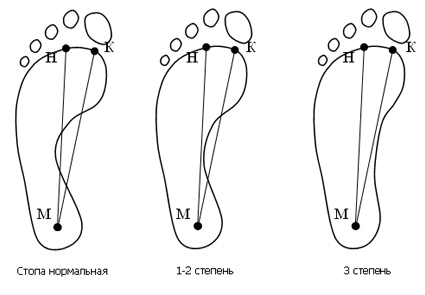 Н К
М
Стопа нормальная
Н К
М
1-2 степень
Н К
М
3 степень